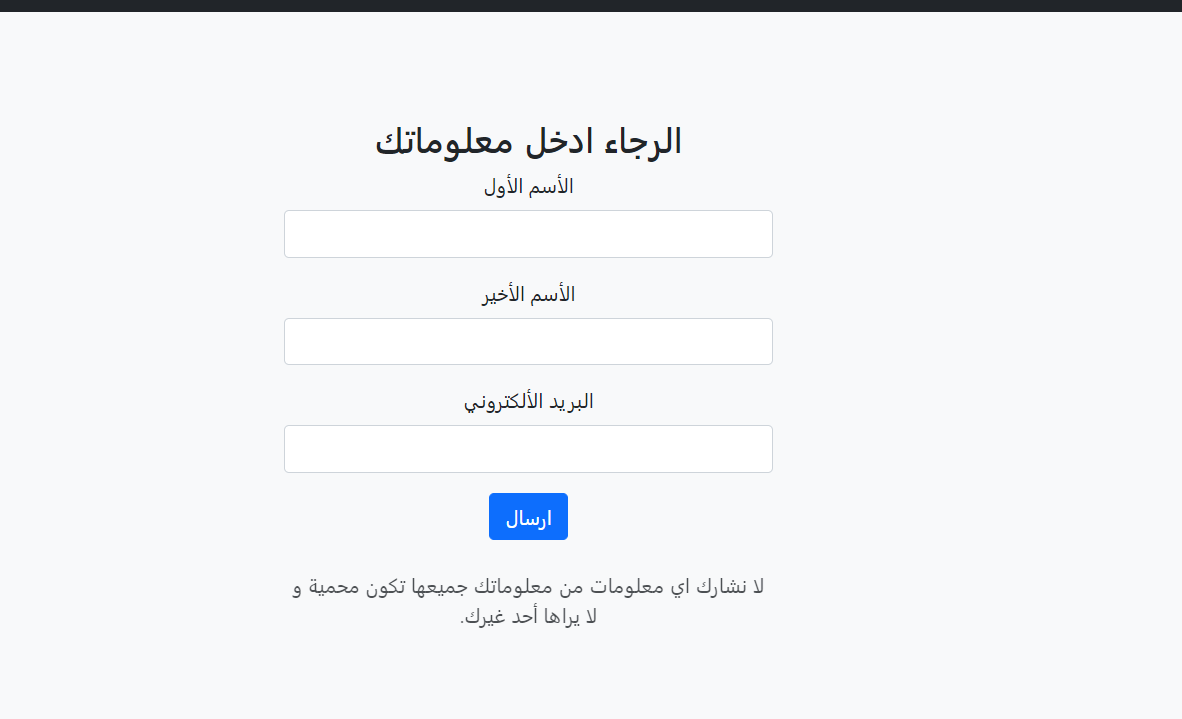 الرجاء ادخل معلوماتك
الأسم الأول
الأسم الأخير
البريد الألكتروني
ارسال
لا نشارك اي معلومات من معلوماتك جميعها تكون محمية و
لا يراها أحد غيرك.